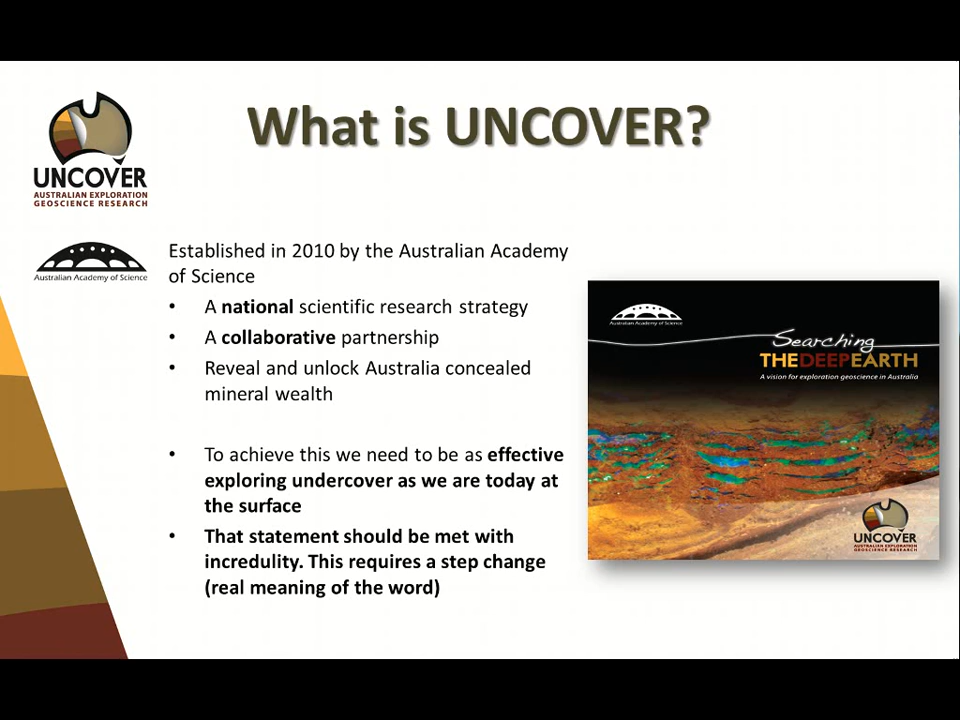 What is UNCOVER?
UNCOVER
AUSTRALIAN EXPLORATION
GEOSCIENCE RESEARCH
Australian Academy of Science
Established in 2010 by the Australian Academy
of Science
• A national scientific research strategy
• A collaborative partnership
• Reveal and unlock Australia concealed
mineral wealth
• To achieve this we need to be as effective
exploring undercover as we are today at
the surface
• That statement should be met with
incredulity. This requires a step change
(real meaning of the word)
Australian Academy of Science
Searching
THEDEEPEARTH
A vision for exploration geoscience in Australia
UNCOVER
AUSTRALIAN EXPLORATION
GEOSCIENCE RESEARCH